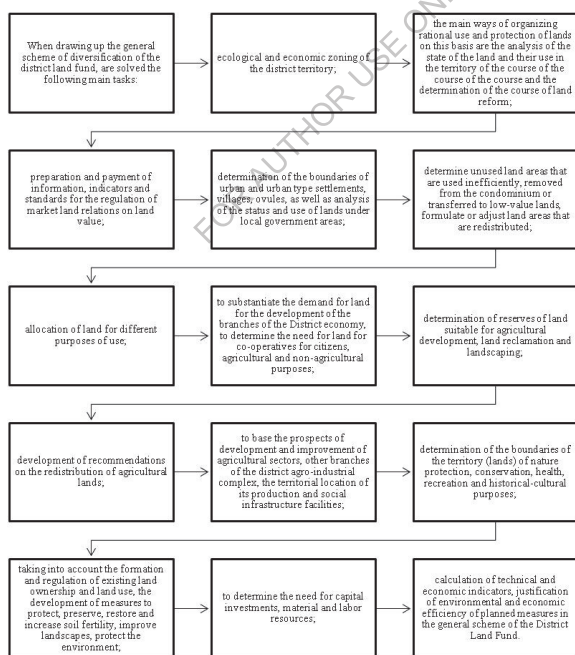 When drawing up the general
scheme of diversification of the
district land fund, are solved the
following main tasks:
ecological and economic zoning of
the district territory;
the main ways of organizing
rational use and protection of lands
on this basis are the analysis of the
state of the land and their use in
the territory of the course of the
course of the course and the
determination of the course of land
reform;
preparation and payment of
information, indicators and
standards for the regulation of
market land relations on land
value;
determination of the boundaries of
urban and urban type settlements,
villages, ovules, as well as analysis
of the status and use of lands under
local government areas;
determine unused land areas that
are used inefficiently, removed
from the condominium or
transferred to low-value lands,
formulate or adjust land areas that
are redistributed;
allocation of land for different
purposes of use;
to substantiate the demand for land
for the development of the
branches of the District economy,
to determine the need for land for
co-operatives for citizens,
agricultural and non-agricultural
purposes;
determination of reserves of land
suitable for agricultural
development, land reclamation and
landscaping;
development of recommendations
on the redistribution of agricultural
lands;
to base the prospects of
development and improvement of
agricultural sectors, other branches
of the district agro-industrial
complex, the territorial location of
its production and social
infrastructure facilities;
determination of the boundaries of
the territory (lands) of nature
protection, conservation, health,
recreation and historical-cultural
purposes;
taking into account the formation
and regulation of existing land
ownership and land use, the
development of measures to
protect, preserve, restore and
increase soil fertility, improve
landscapes, protect the
environment;
to determine the need for capital
investments, material and labor
resources;
calculation of technical and
economic indicators, justification
of environmental and economic
efficiency of planned measures in
the general scheme of the District
Land Fund.
FOR AUTHOR USE ON